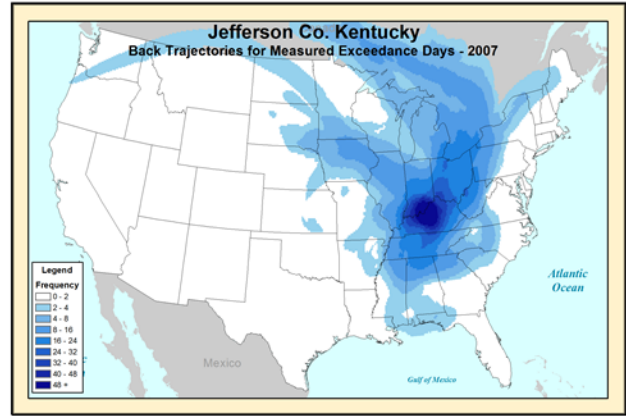 Jefferson Co. Kentucky
Back Trajectories for Measured Exceedance Days - 2007
Atlantic
Ocean
Legend
Frequency
0 - 2
2 - 4
4 - 8
8 - 16
16 - 24
24 - 32
32 - 40
40 - 48
48 +
Mexico
Gulf of Mexico